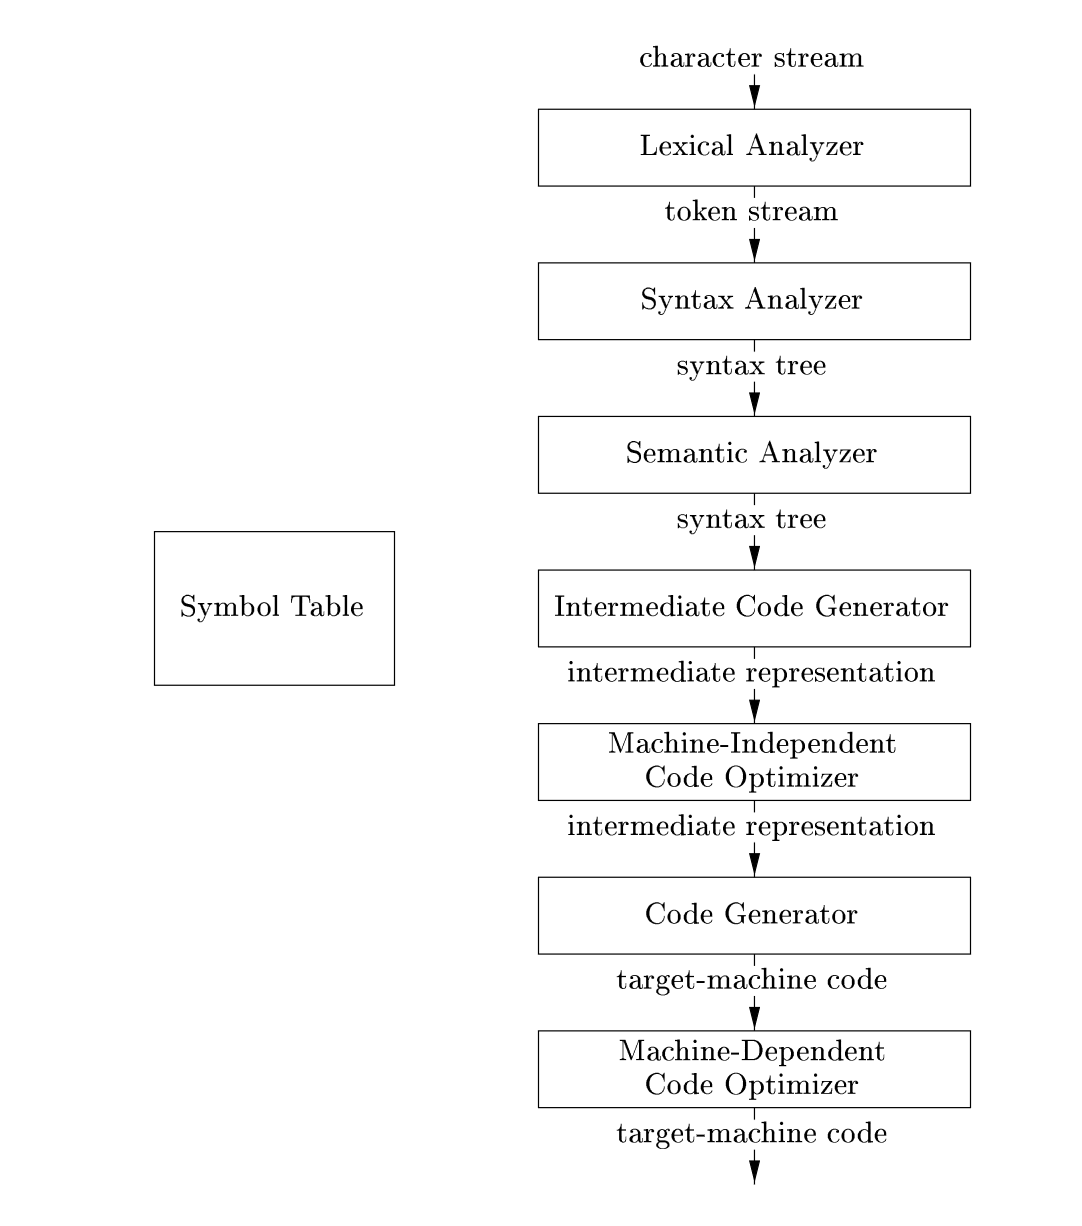 character stream
Lexical Analyzer
token stream
Syntax Analyzer
syntax tree
Semantic Analyzer
syntax tree
Symbol Table
Intermediate Code Generator
intermediate representation
Machine-Independent
Code Optimizer
intermediate representation
Code Generator
target-machine code
Machine-Dependent
Code Optimizer
target-machine code